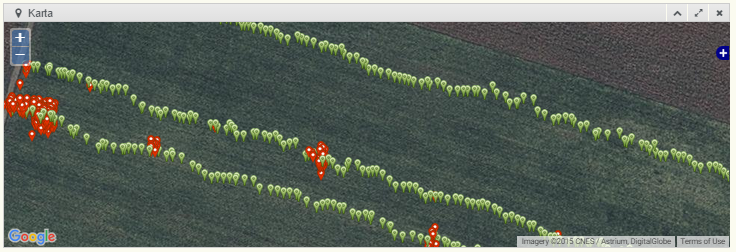 Karta
Google
Imagery ©2015 CNES / Astrium, DigitalGlobe
Terms of Use